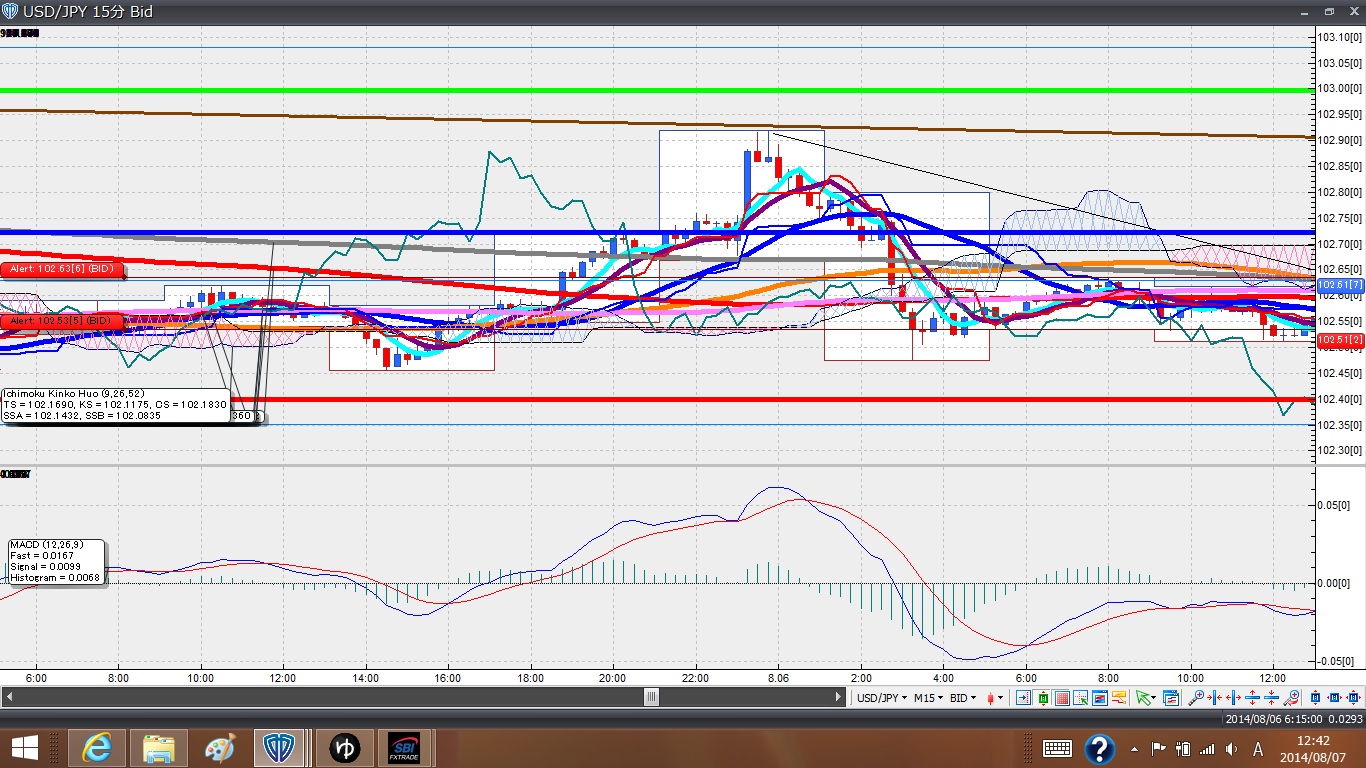 USD/JPY 15分 Bid
103.10[0]
103.05[0]
103.00[0]
102.95[0]
102.90[0]
102.85[0]
102.80[0]
102.75[0]
102.70[0]
102.65[0]
102.61[7]
102.60[0]
102.55[0]
102.51[2]
102.45[0]
102.40[0]
102.35[0]
102.30[0]
Alert: 102.63[6] (BID)
Alert: 102.53[5] (BID)
Ichimoku Kinko Huo (9,26,52)
TS = 102.1690, KS = 102.1175, CS = 102.1830
SSA = 102.1432, SSB = 102.0835
360
MACD (12,26,9)
Fast = 0.0167
Signal = 0.0099
Histogram = 0.0068
0.05[0]
0.00[0]
-0.05[0]
6:00 8:00 10:00 12:00 14:00 16:00 18:00 20:00 22:00 8.06 2:00 4:00 6:00 8:00 10:00 12:00
USD/JPY M15 BID
2014/08/06 6:15:00 0.0293
ゆ
SBI
FXTRADE
A
12:42
2014/08/07